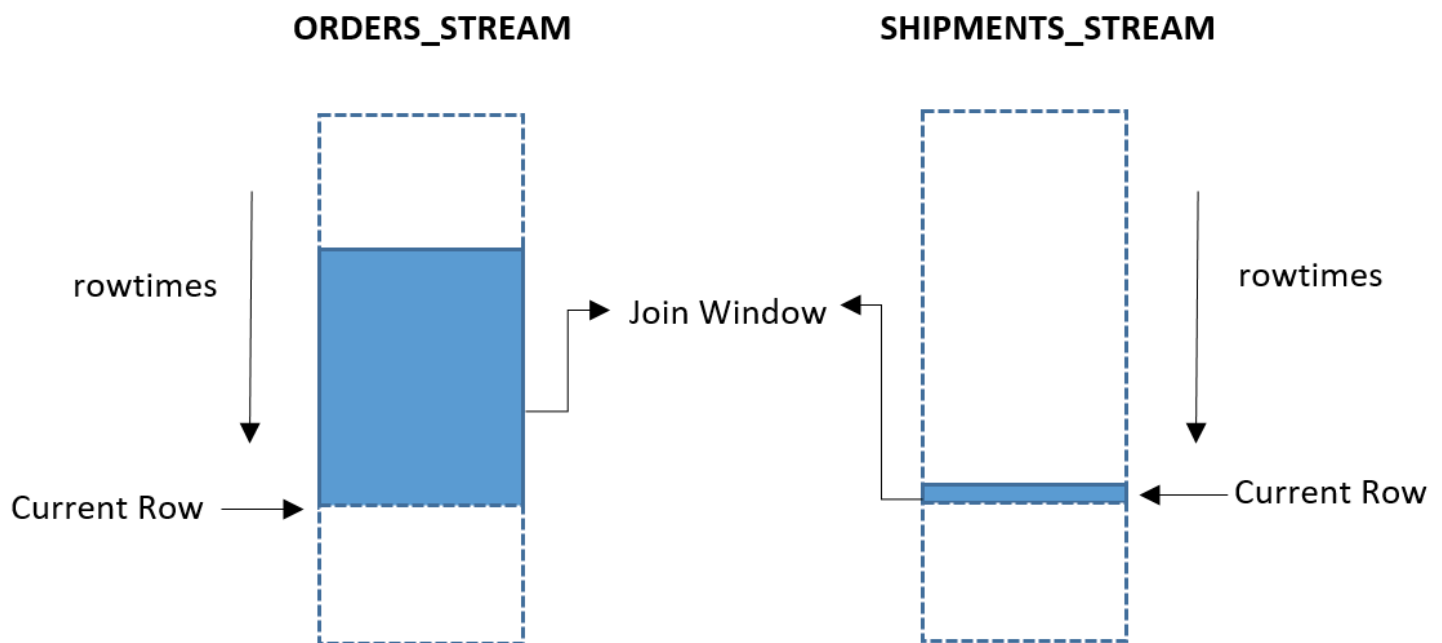 ORDERS_STREAM
SHIPMENTS_STREAM
rowtimes
Join Window
rowtimes
Current Row
Current Row